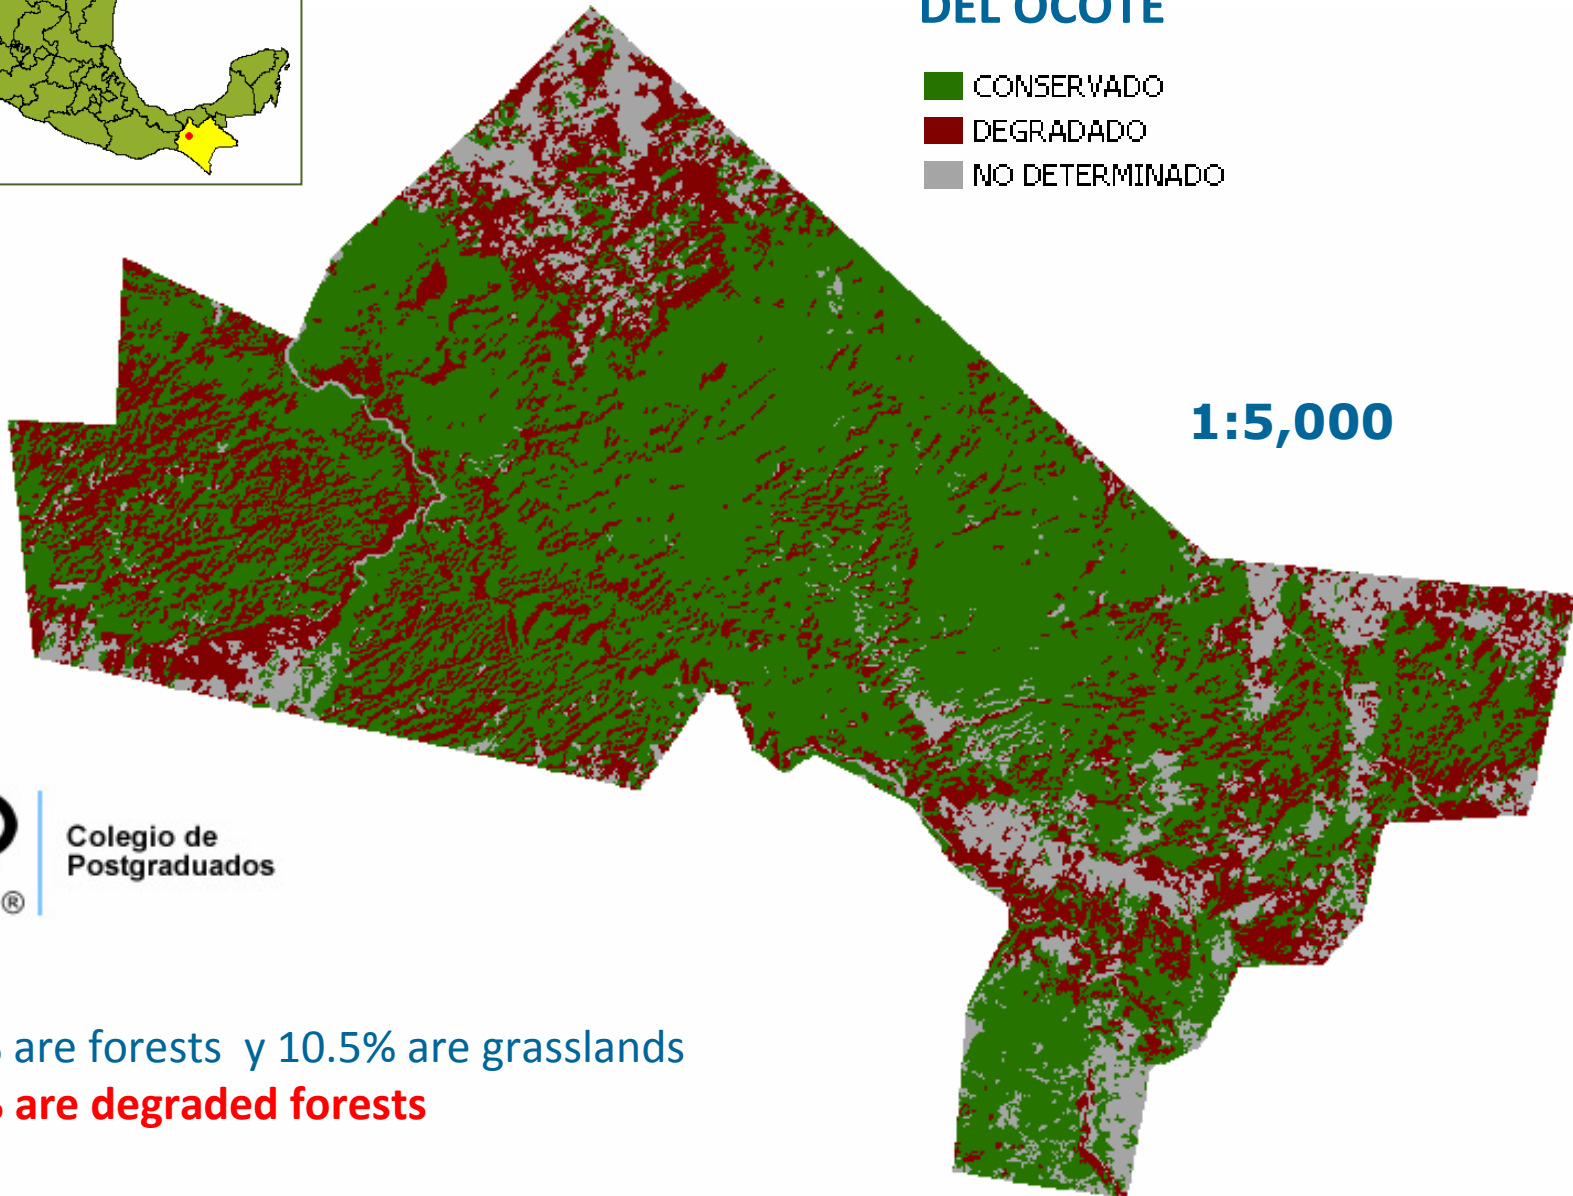 DEL OCOTE
CONSERVADO
DEGRADADO
NO DETERMINADO
1:5,000
Colegio de
Postgraduados
®
are forests y 10.5% are grasslands
are degraded forests